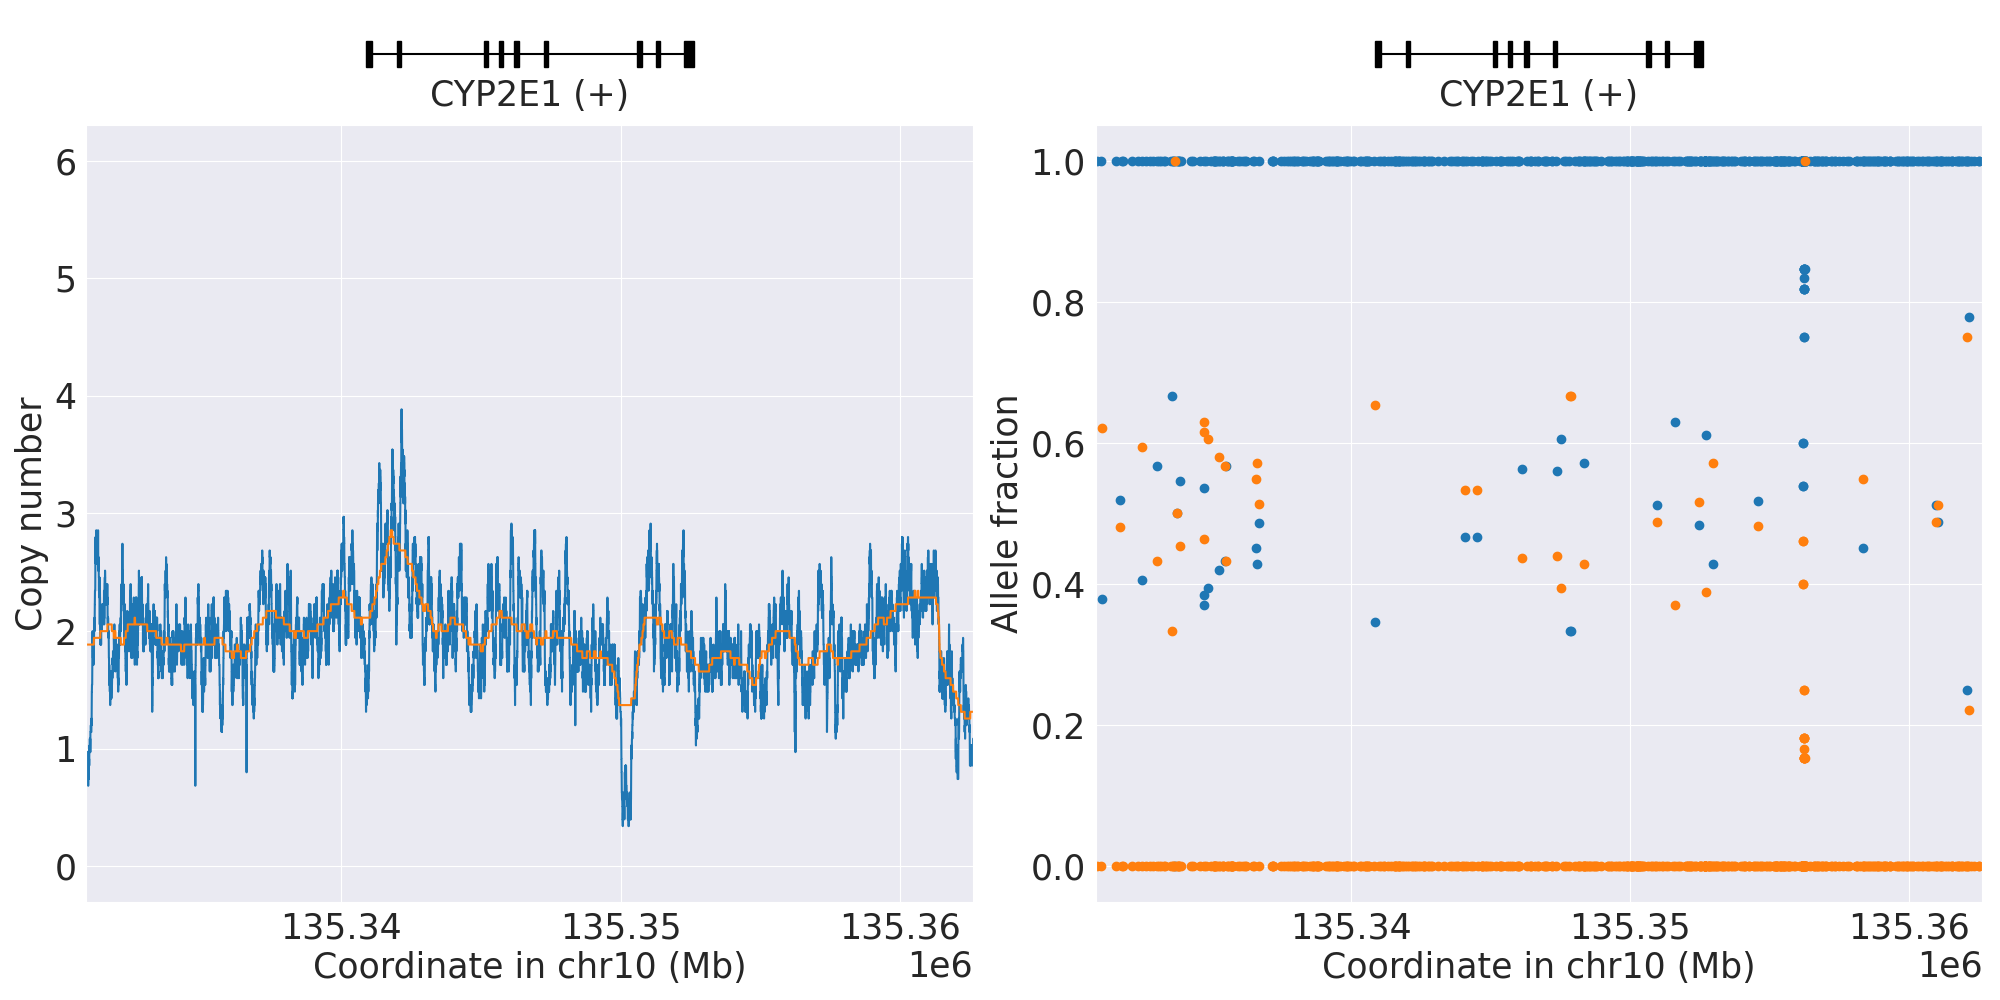 CYP2E1 (+)
6
5
4
3
2
1
0
Copy number
135.34
135.35
135.36
Coordinate in chr10 (Mb)
1e6
CYP2E1 (+)
1.0
0.8
0.6
0.4
0.2
0.0
Allele fraction
135.34
135.35
135.36
Coordinate in chr10 (Mb)
1e6